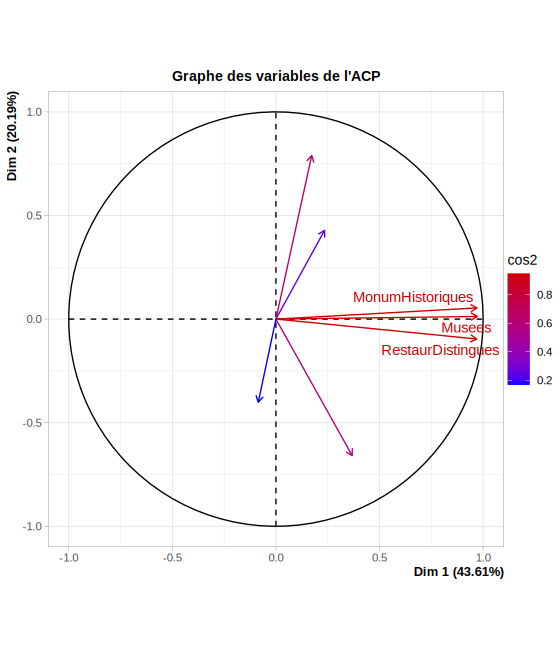 Graphe des variables de l'ACP
Dim 2 (20.19%)
1.0
0.5
0.0
-0.5
-1.0
MonumHistoriques
Musees
RestaurDistingues
cos2
0.8
0.6
0.4
0.2
-1.0
-0.5
0.0
0.5
1.0
Dim 1 (43.61%)